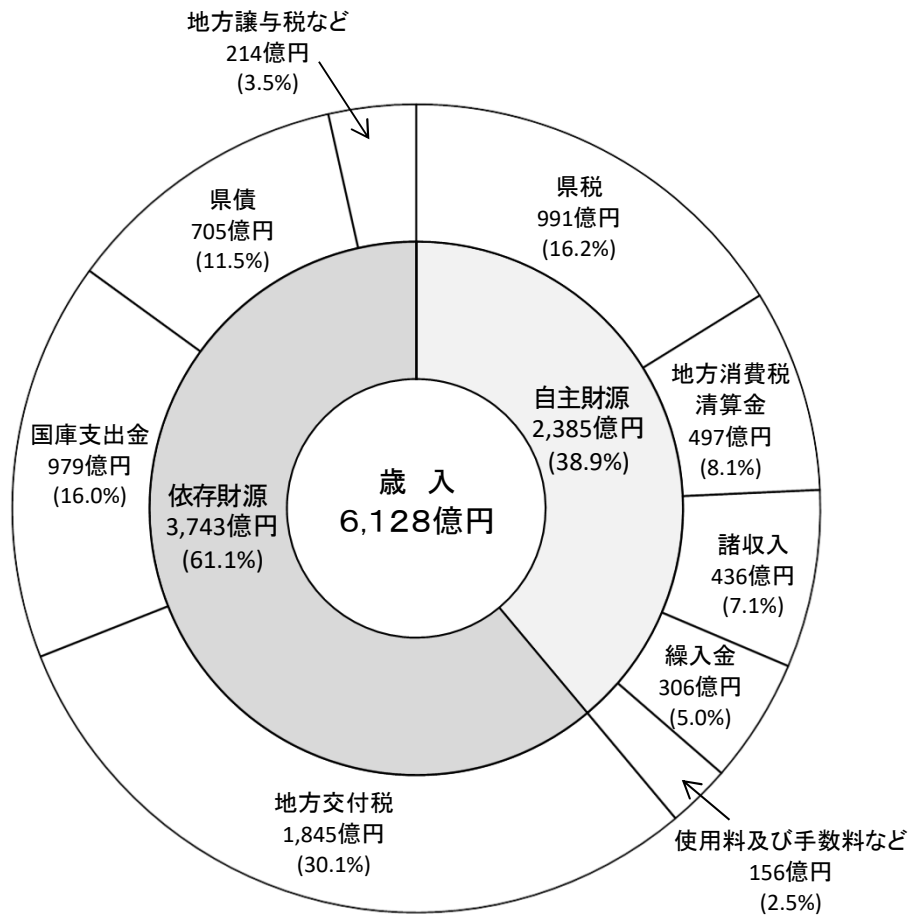 地方譲与税など
214億円
(3.5%)
県税
991億円
(16.2%)
県債
705億円
(11.5%)
地方消費税
清算金
497億円
(8.1%)
自主財源
2,385億円
(38.9%)
国庫支出金
979億円
(16.0%)
依存財源
3,743億円
(61.1%)
歳 入
6,128億円
諸収入
436億円
(7.1%)
繰入金
306億円
(5.0%)
地方交付税
1,845億円
(30.1%)
使用料及び手数料など
156億円
(2.5%)